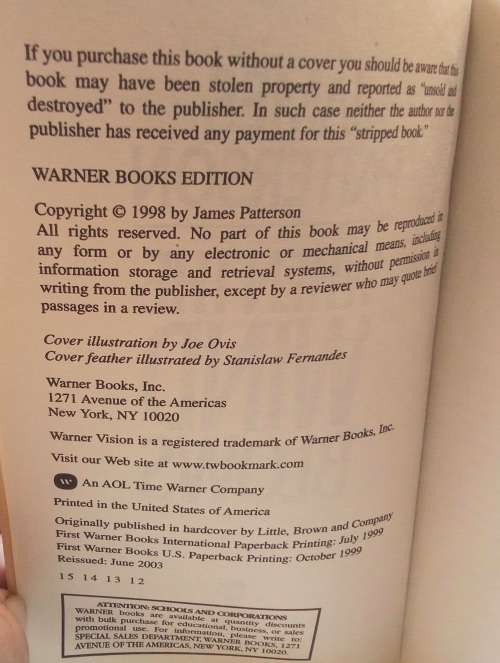 If you purchase this book without a cover you should be aware that this
book may have been stolen property and reported as "unsold and
destroyed" to the publisher. In such case neither the author nor the
publisher has received any payment for this "stripped book."
WARNER BOOKS EDITION
Copyright © 1998 by James Patterson
All rights reserved. No part of this book may be reproduced in
any form or by any electronic or mechanical means, including
information storage and retrieval systems, without permission in
writing from the publisher, except by a reviewer who may quote brief
passages in a review.
Cover illustration by Joe Ovis
Cover feather illustrated by Stanislaw Fernandes
Warner Books, Inc.
1271 Avenue of the Americas
New York, NY 10020
Warner Vision is a registered trademark of Warner Books, Inc.
Visit our Web site at www.twbookmark.com
W An AOL Time Warner Company
Printed in the United States of America
Originally published in hardcover by Little, Brown and Company
First Warner Books International Paperback Printing: July 1999
First Warner Books U.S. Paperback Printing: October 1999
Reissued: June 2003
15 14 13 12
ATTENTION: SCHOOLS AND CORPORATIONS
WARNER books are available at quantity discounts
with bulk purchase for educational, business, or sales
promotional use. For information, please write to:
SPECIAL SALES DEPARTMENT, WARNER BOOKS, 1271
AVENUE OF THE AMERICAS, NEW YORK, NY 10020.